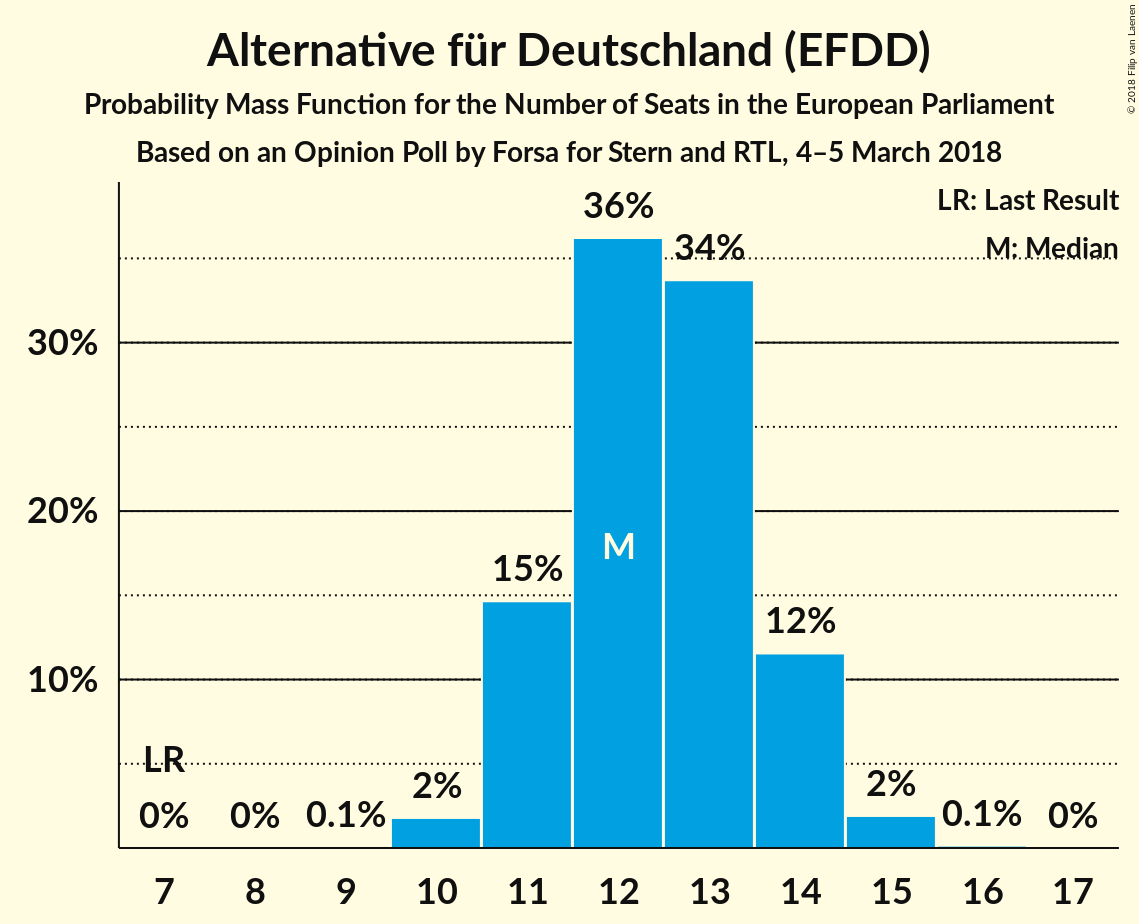 Alternative für Deutschland (EFDD)
Probability Mass Function for the Number of Seats in the European Parliament
Based on an Opinion Poll by Forsa for Stern and RTL, 4–5 March 2018
© 2018 Filip van Laenen
LR: Last Result
M: Median
36%
34%
30%
20%
M
15%
12%
10%
LR
0%
0%
0.1%
2%
2%
0.1%
0%
7 8 9 10 11 12 13 14 15 16 17